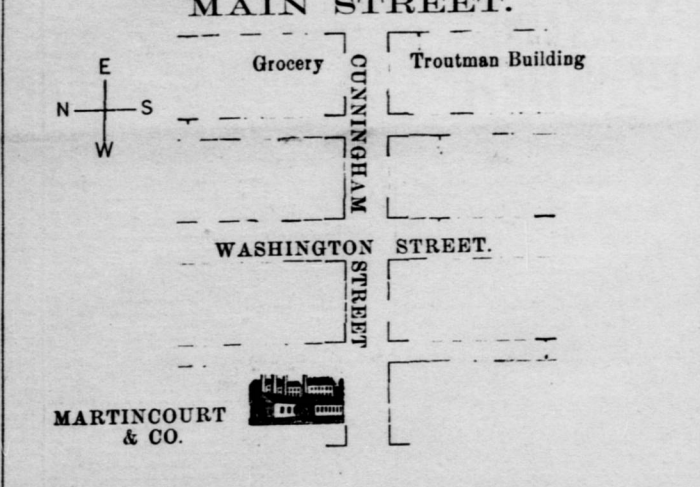 MAIN STREET.
E
Grocery
Troutman Building
N
S
W
CUNNINGHAM STREET
WASHINGTON STREET.
MARTINCOURT
& CO.